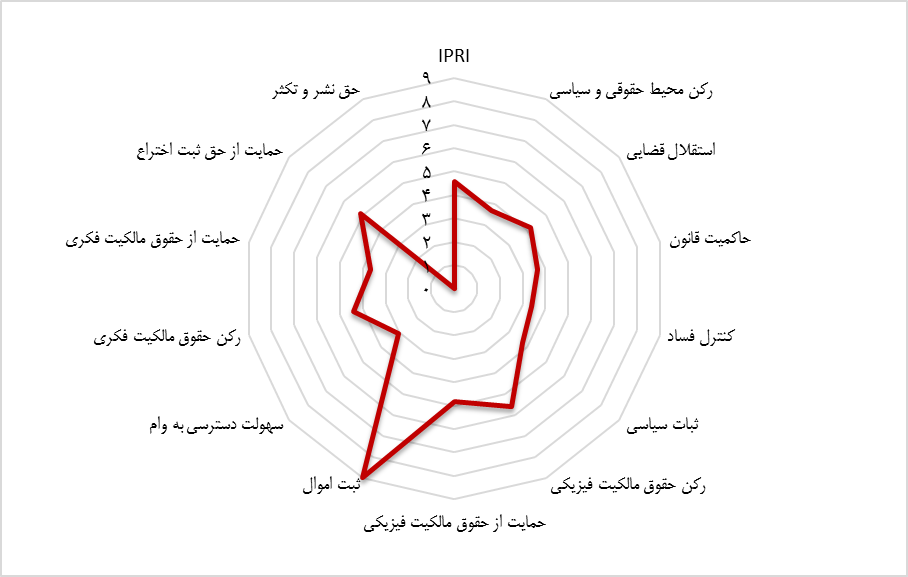 IPRI
رکن محیط حقوقی و سیاسی
استقلال قضایی
حاکمیت قانون
کنترل فساد
ثبات سیاسی
رکن حقوق مالکیت فیزیکی
حمایت از حقوق مالکیت فیزیکی
ثبت اموال
سهولت دسترسی به وام
رکن حقوق مالکیت فکری
حمایت از حقوق مالکیت فکری
حمایت از حق ثبت اختراع
حق نشر و تکثر
۹
۸
۷
۶
۵
۴
۳
۲
۱
۰